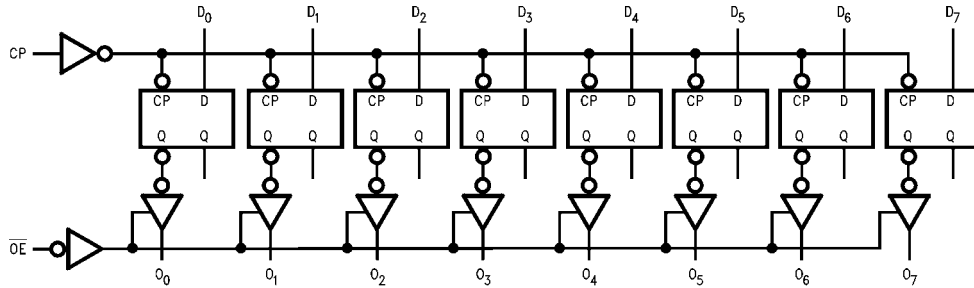 D0 D1 D2 D3 D4 D5 D6 D7
CP
CP D CP D CP D CP D CP D CP D CP D CP D
Q Q Q Q Q Q Q Q Q Q Q Q Q Q Q Q
O̅E̅
O0 O1 O2 O3 O4 O5 O6 O7